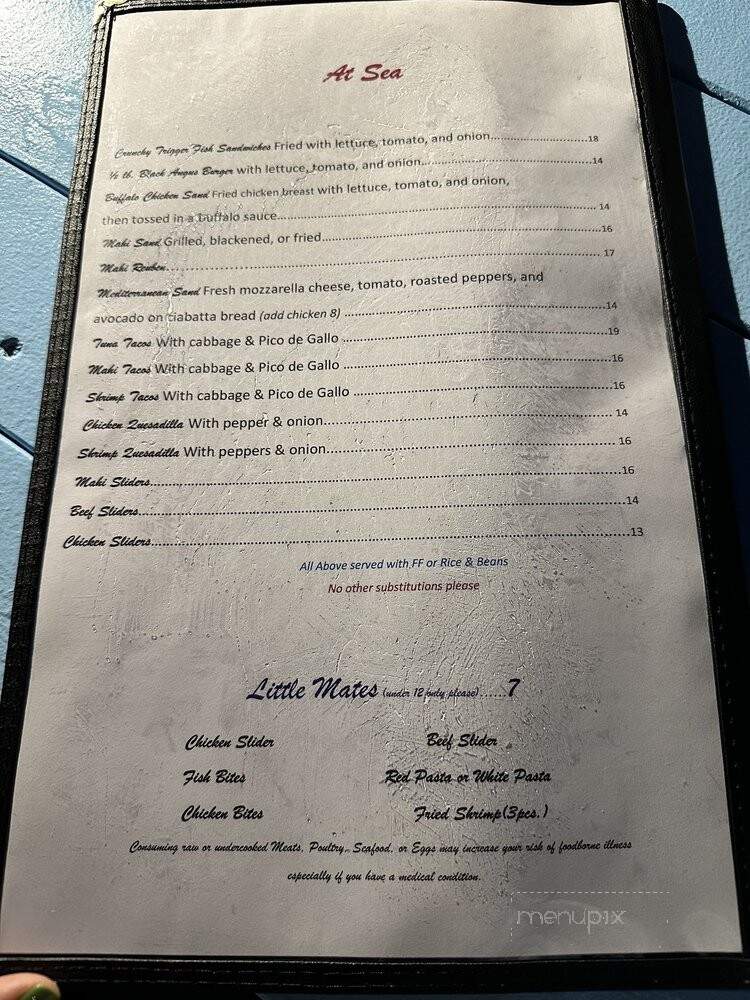 At Sea
Crunchy Trigger Fish Sandwiches Fried with lettuce, tomato, and onion..............................18
½ lb. Black Angus Burger with lettuce, tomato, and onion..................................................14
Buffalo Chicken Sand Fried chicken breast with lettuce, tomato, and onion,
then tossed in a buffalo sauce................................................................................. 14
Mahi Sand Grilled, blackened, or fried......................................................................16
Mahi Reuben............................................................................................................ 17
Mediterranean Sand Fresh mozzarella cheese, tomato, roasted peppers, and
avocado on ciabatta bread (add chicken 8) .................................................................14
Tuna Tacos With cabbage & Pico de Gallo ..................................................................19
Mahi Tacos With cabbage & Pico de Gallo ..................................................................16
Shrimp Tacos With cabbage & Pico de Gallo ................................................................16
Chicken Quesadilla With pepper & onion...................................................................... 14
Shrimp Quesadilla With peppers & onion...................................................................... 16
Mahi Sliders..............................................................................................................16
Beef Sliders...............................................................................................................14
Chicken Sliders..........................................................................................................13
All Above served with FF or Rice & Beans
No other substitutions please
Little Mates (under 12 only please)......7
Chicken Slider Beef Slider
Fish Bites Red Pasta or White Pasta
Chicken Bites Fried Shrimp(3pcs.)
Consuming raw or undercooked Meats, Poultry, Seafood, or Eggs may increase your risk of foodborne illness
especially if you have a medical condition.
menupix